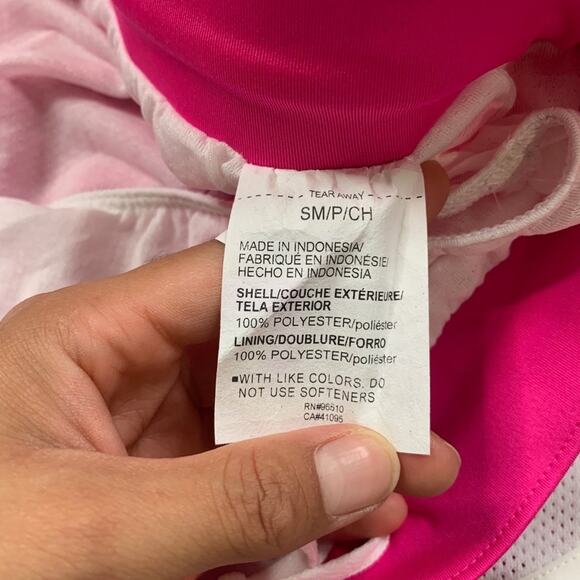 TEAR AWAY
SM/P/CH
MADE IN INDONESIA/
FABRIQUÉ EN INDONÉSIE/
HECHO EN INDONESIA
SHELL/COUCHE EXTÉRIEURE/
TELA EXTERIOR
100% POLYESTER/poliéster
LINING/DOUBLURE/FORRO
100% POLYESTER/poliéster
■WITH LIKE COLORS. DO
NOT USE SOFTENERS
RN#96510
CA#41095